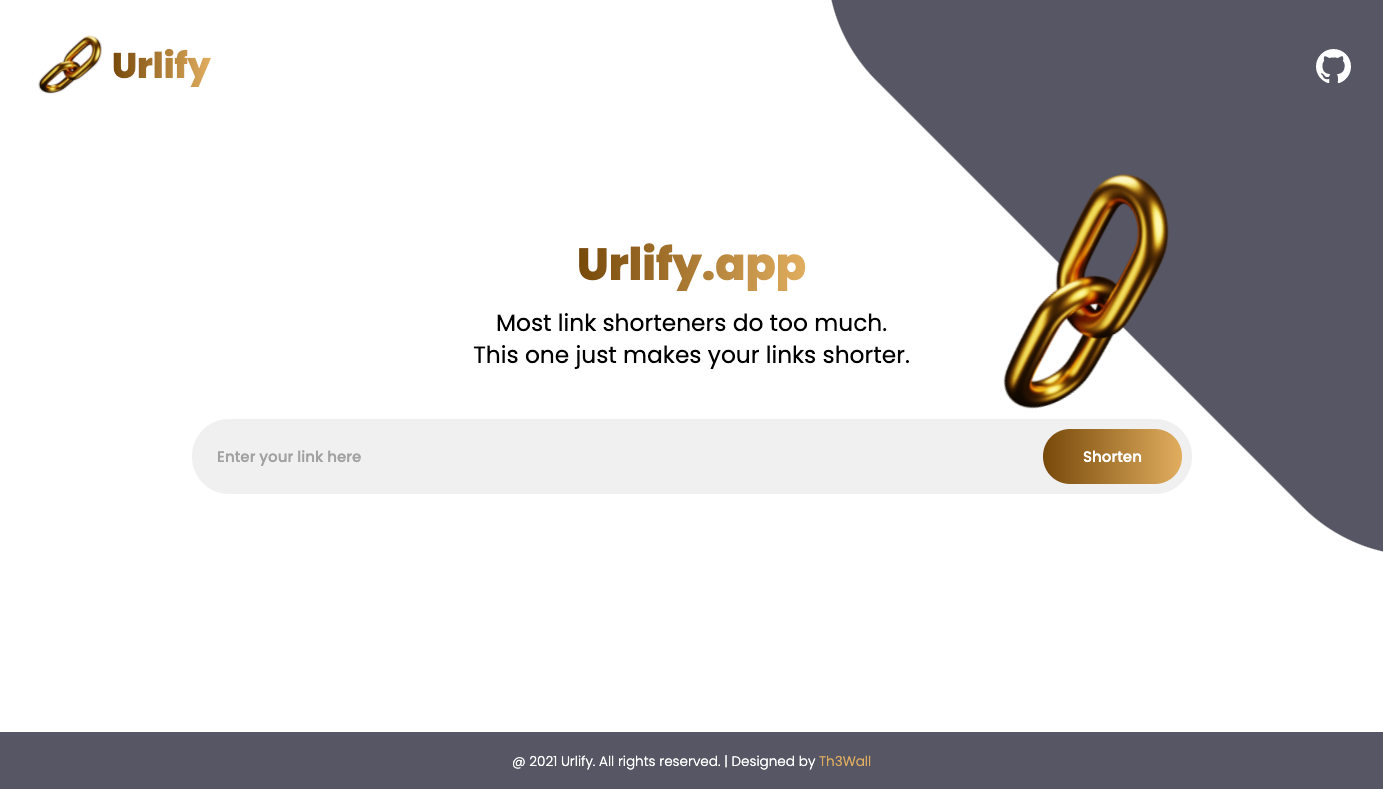 Urlify
Urlify.app
Most link shorteners do too much.
This one just makes your links shorter.
Enter your link here
Shorten
@ 2021 Urlify. All rights reserved. | Designed by Th3Wall